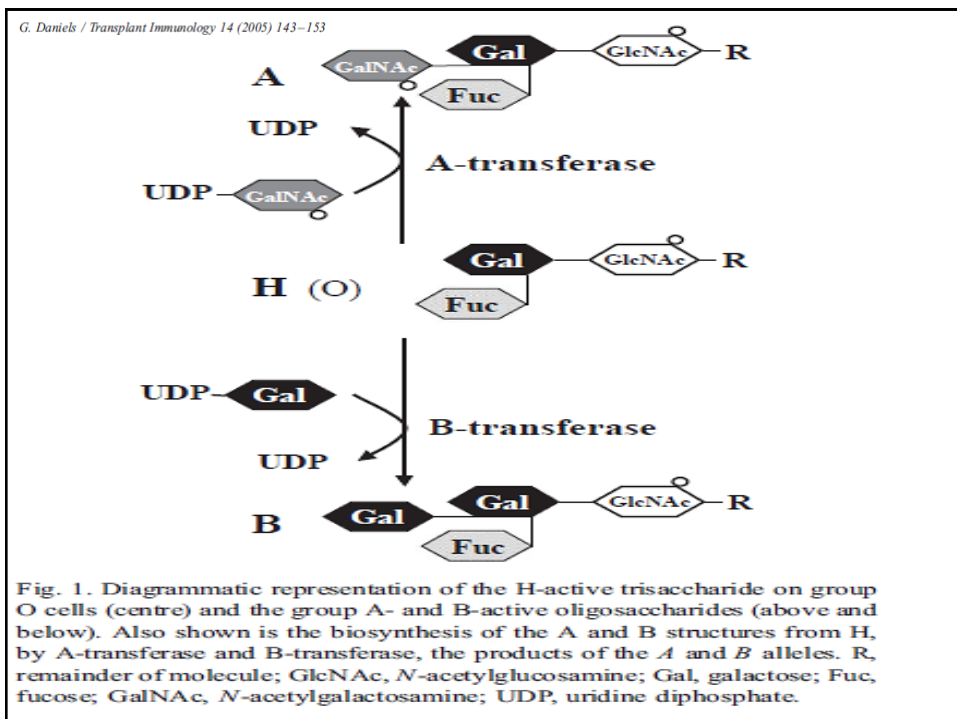 G. Daniels / Transplant Immunology 14 (2005) 143–153
Gal
GlcNAc
R
GalNAc
A
Fuc
UDP
A-transferase
UDP
GalNAc
Gal
GlcNAc
R
H (O)
Fuc
UDP
Gal
B-transferase
UDP
Gal
Gal
GlcNAc
R
B
Fuc
Fig. 1. Diagrammatic representation of the H-active trisaccharide on group
O cells (centre) and the group A- and B-active oligosaccharides (above and
below). Also shown is the biosynthesis of the A and B structures from H,
by A-transferase and B-transferase, the products of the A and B alleles. R,
remainder of molecule; GlcNAc, N-acetylglucosamine; Gal, galactose; Fuc,
fucose; GalNAc, N-acetylgalactosamine; UDP, uridine diphosphate.